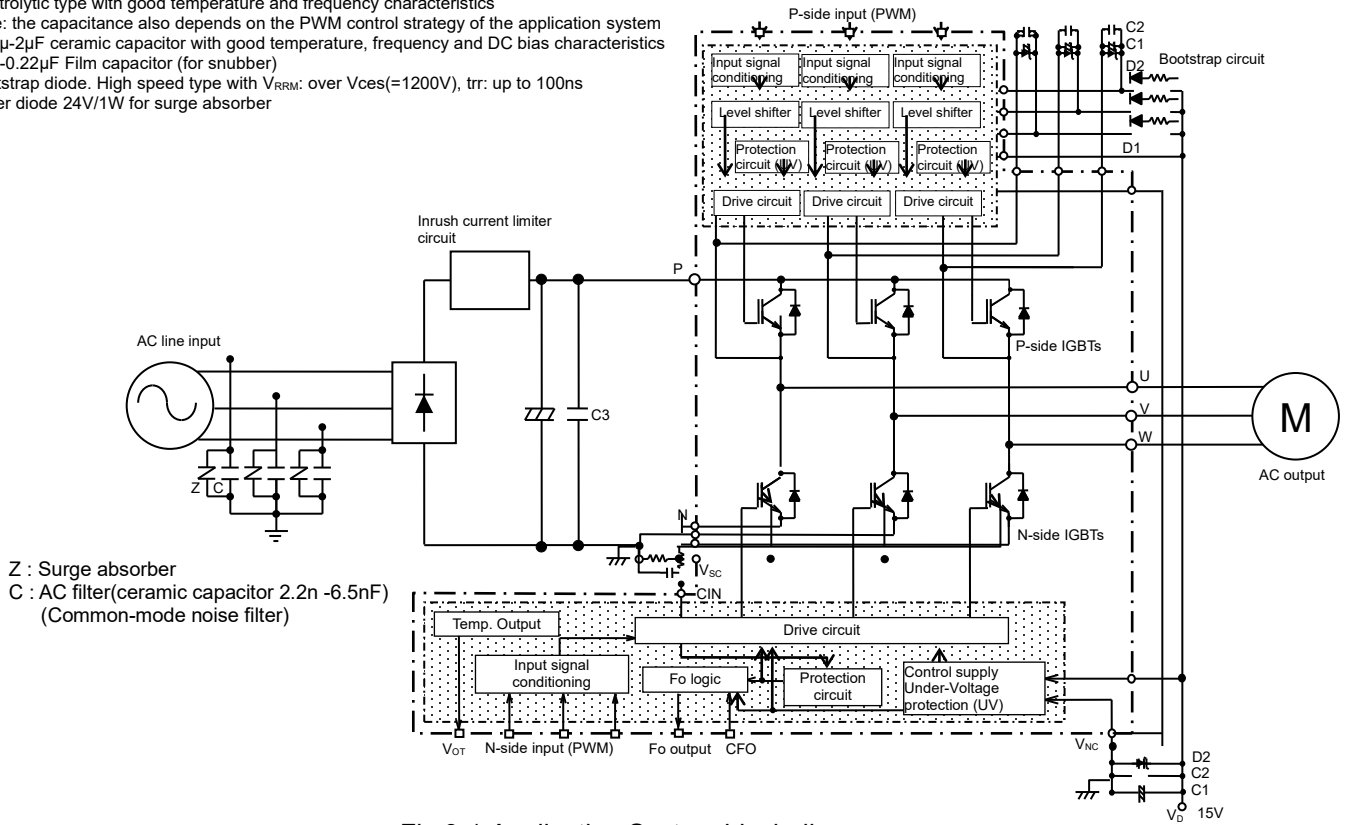 trolytic type with good temperature and frequency characteristics
: the capacitance also depends on the PWM control strategy of the application system
μ-2μF ceramic capacitor with good temperature, frequency and DC bias characteristics
-0.22μF Film capacitor (for snubber)
strap diode. High speed type with VRRM: over Vces(=1200V), trr: up to 100ns
er diode 24V/1W for surge absorber
P-side input (PWM)
C2
C1
D2
Bootstrap circuit
Input signal conditioning
Input signal conditioning
Input signal conditioning
Level shifter
Level shifter
Level shifter
D1
Protection circuit (UV)
Protection circuit (UV)
Protection circuit (UV)
Drive circuit
Drive circuit
Drive circuit
Inrush current limiter
circuit
P
AC line input
P-side IGBTs
U
V
W
M
AC output
C3
Z
C
N
N-side IGBTs
VSC
CIN
Z : Surge absorber
C : AC filter(ceramic capacitor 2.2n -6.5nF)
(Common-mode noise filter)
Temp. Output
Drive circuit
Input signal
conditioning
Fo logic
Protection
circuit
Control supply
Under-Voltage
protection (UV)
VOT
N-side input (PWM)
Fo output
CFO
VNC
D2
C2
C1
VD
15V